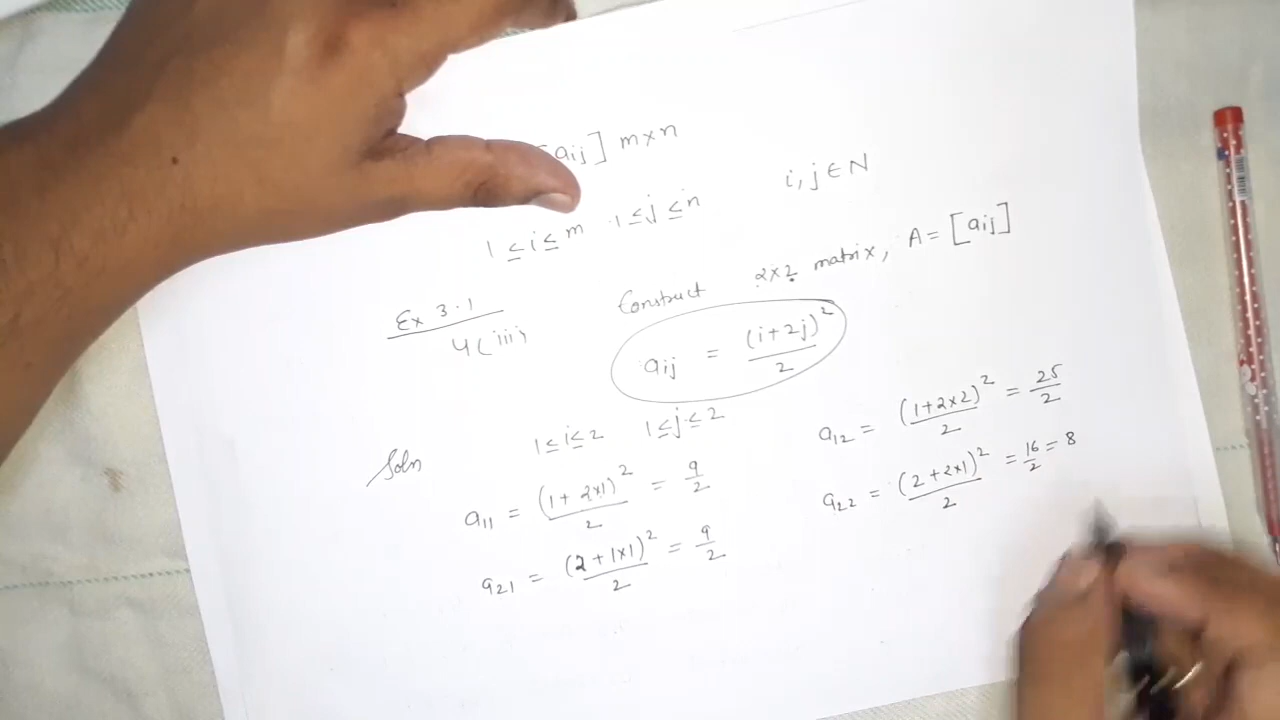 [aij] m×n
1≤i≤m 1≤j≤n i, j ∈ N
Ex 3.1
4(iii)
Construct 2×2 matrix, A = [aij]
aij = (i+2j)²/2
Soln
1≤i≤2 1≤j≤2
a11 = (1+2×1)²/2 = 9/2
a21 = (2+1×1)²/2 = 9/2
a12 = (1+2×2)²/2 = 25/2
a22 = (2+2×1)²/2 = 16/2 = 8